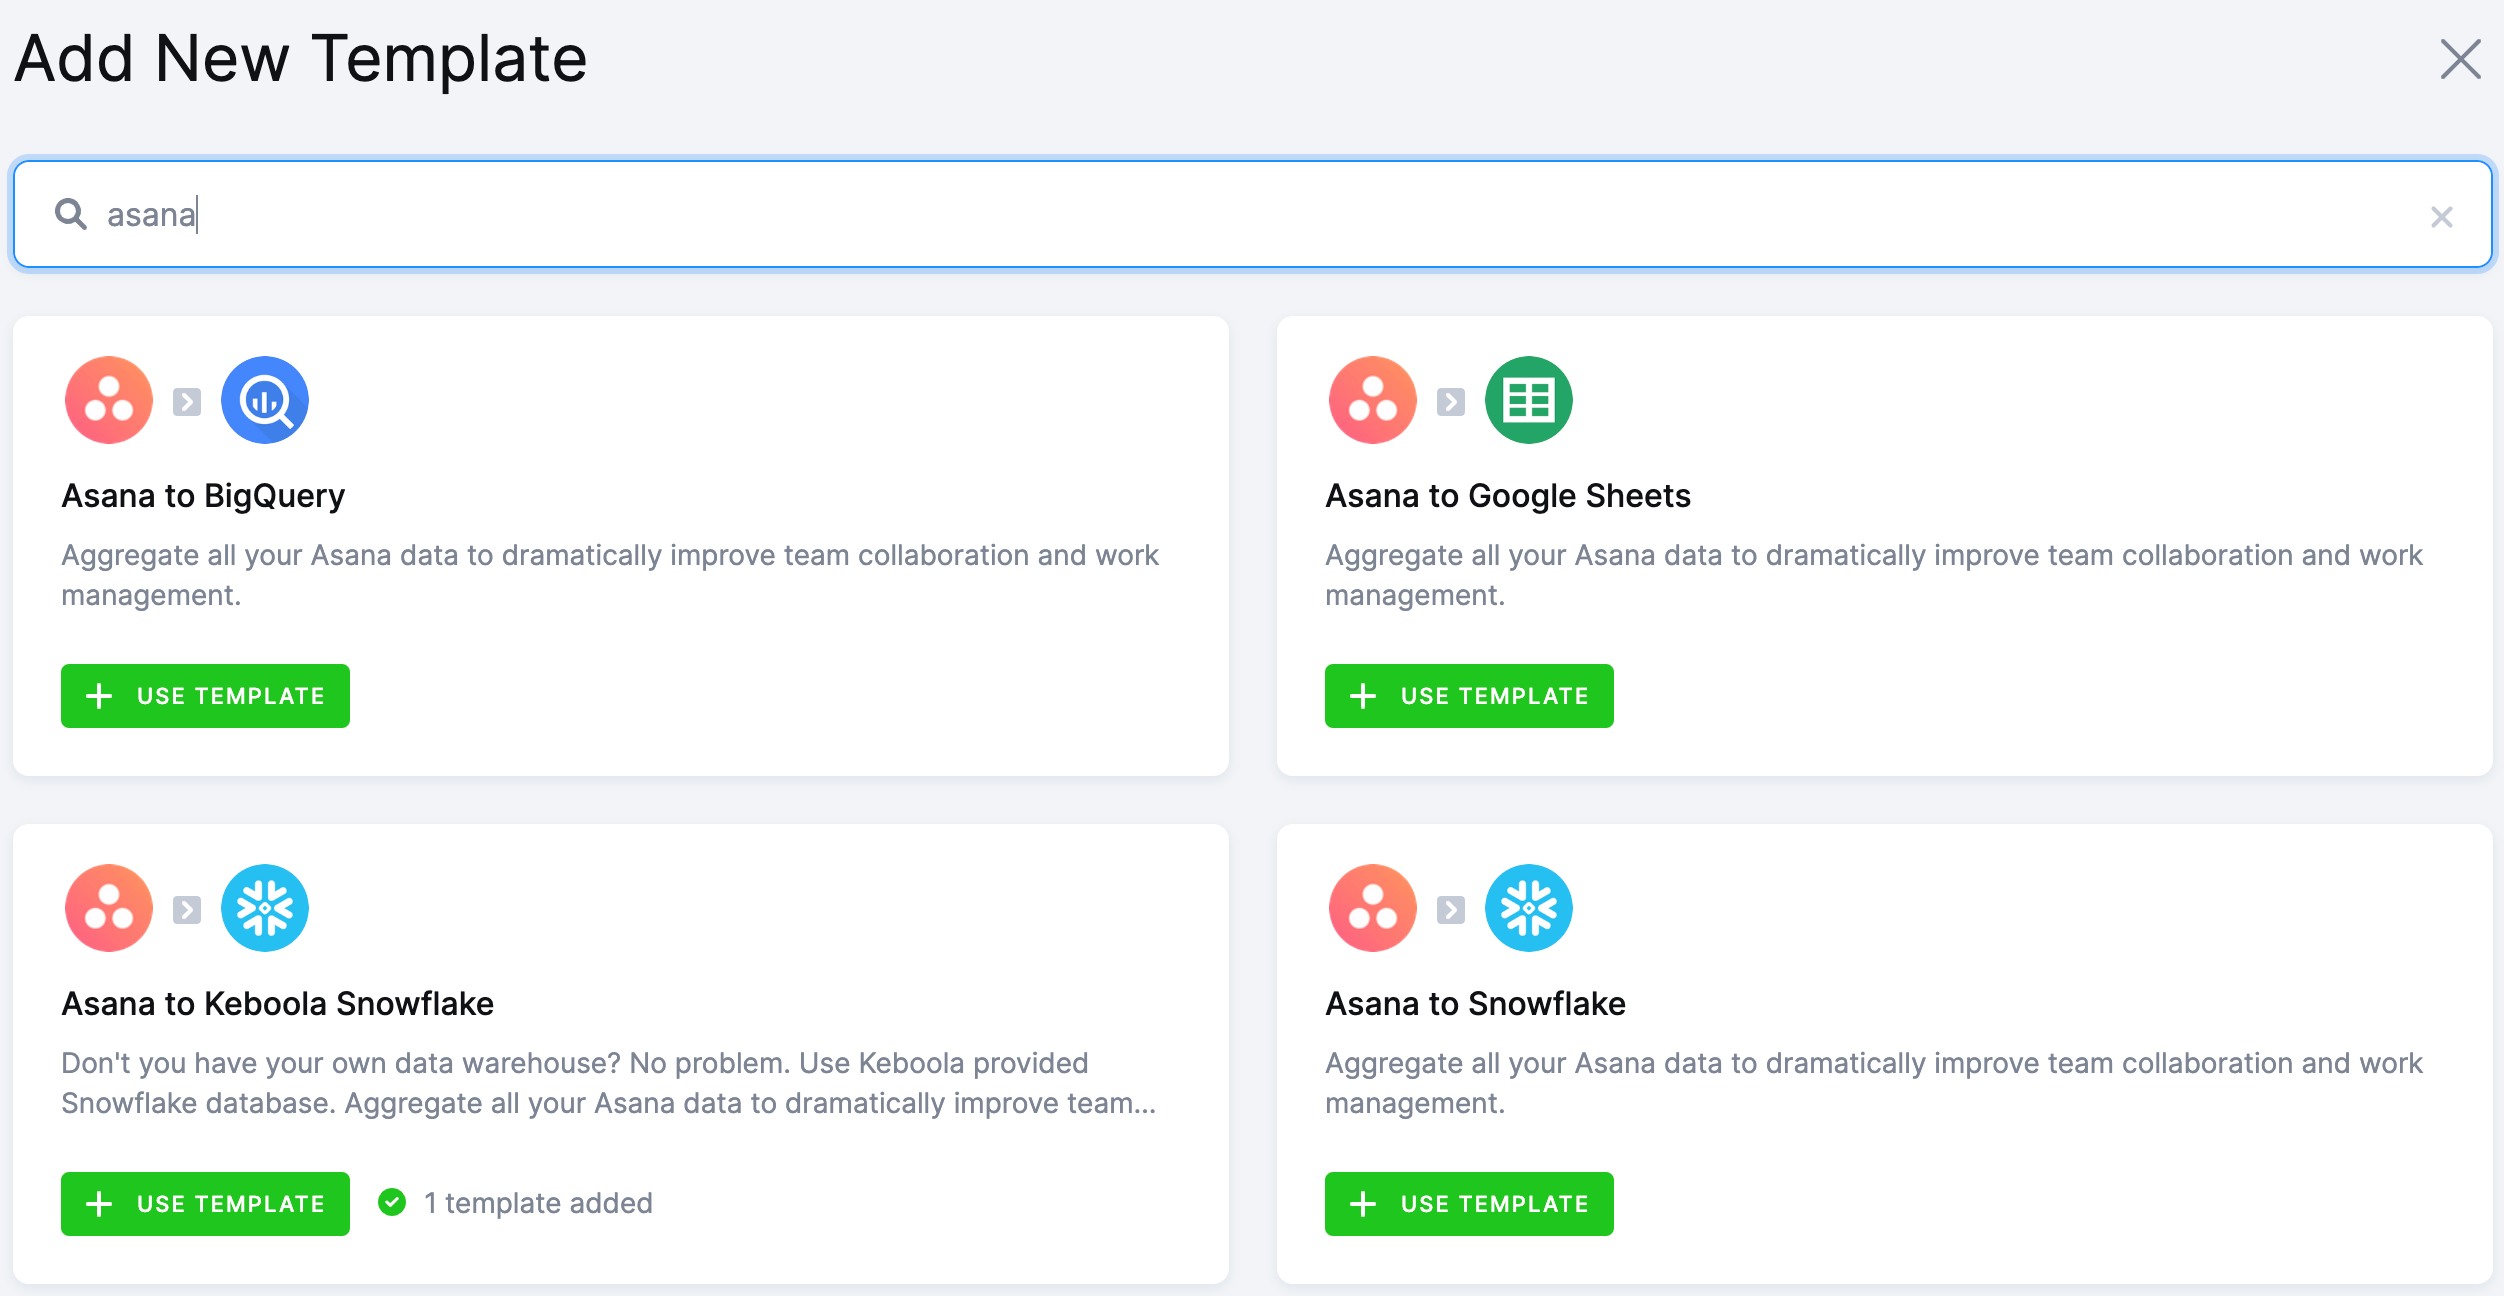 Add New Template
asana
Asana to BigQuery
Aggregate all your Asana data to dramatically improve team collaboration and work
management.
USE TEMPLATE
Asana to Google Sheets
Aggregate all your Asana data to dramatically improve team collaboration and work
management.
USE TEMPLATE
Asana to Keboola Snowflake
Don't you have your own data warehouse? No problem. Use Keboola provided
Snowflake database. Aggregate all your Asana data to dramatically improve team...
USE TEMPLATE
1 template added
Asana to Snowflake
Aggregate all your Asana data to dramatically improve team collaboration and work
management.
USE TEMPLATE